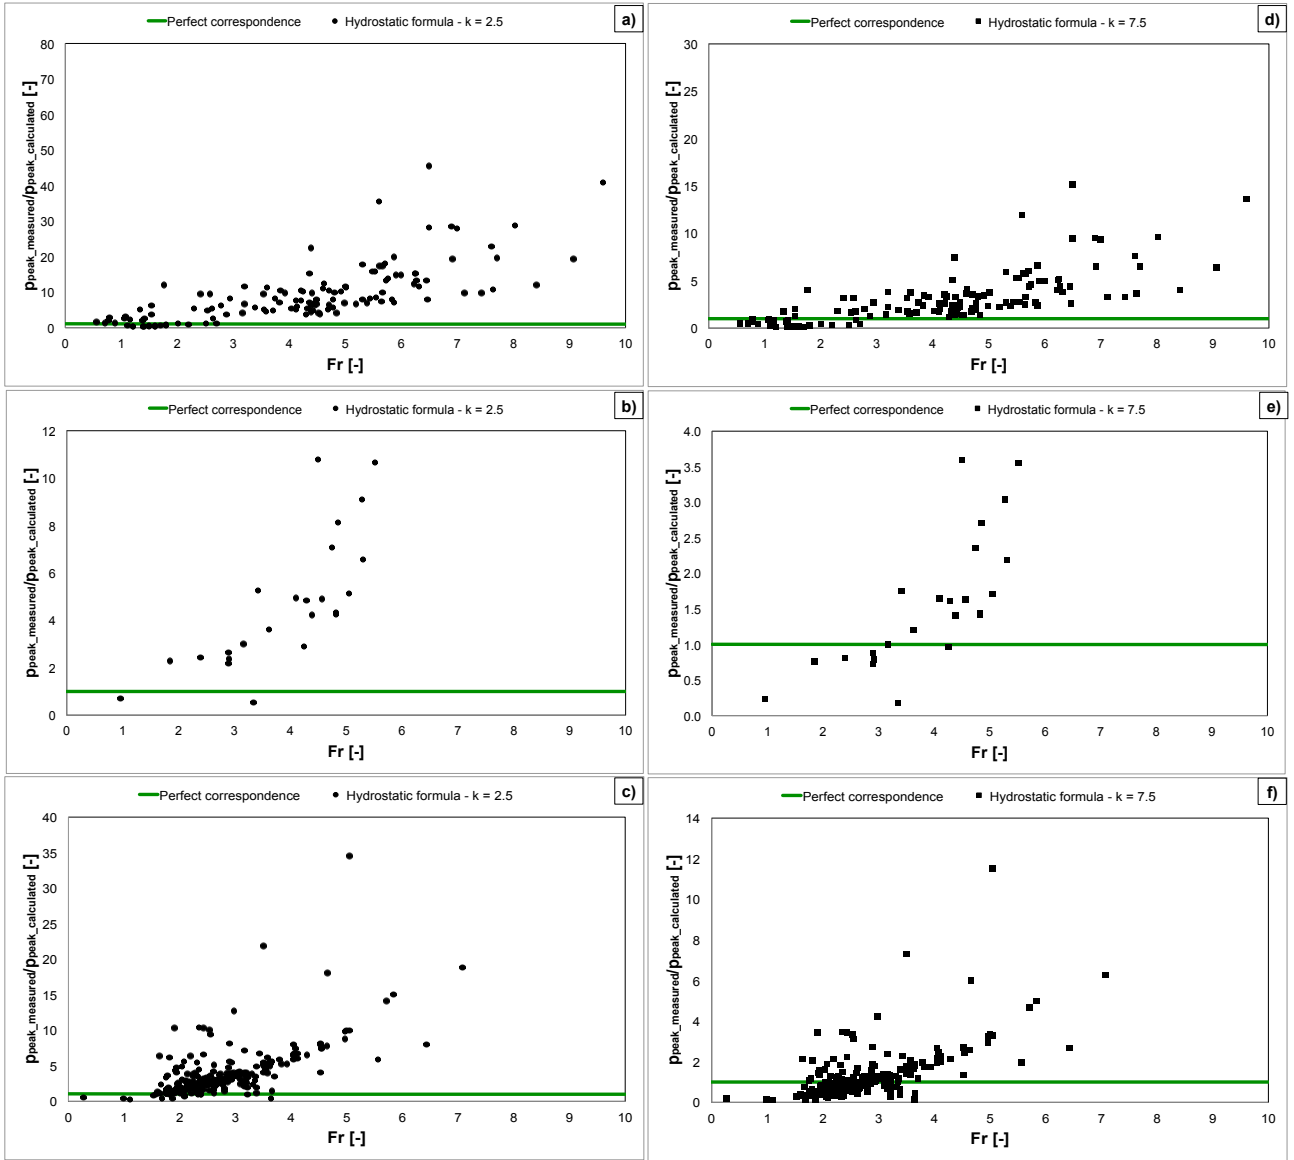 Perfect correspondence Hydrostatic formula - k = 2.5 a)
80
70
60
50
40
30
20
10
0
ppeak_measured/ppeak_calculated [-]
0 1 2 3 4 5 6 7 8 9 10
Fr [-]
Perfect correspondence Hydrostatic formula - k = 7.5 d)
30
25
20
15
10
5
0
ppeak_measured/ppeak_calculated [-]
0 1 2 3 4 5 6 7 8 9 10
Fr [-]
Perfect correspondence Hydrostatic formula - k = 2.5 b)
12
10
8
6
4
2
0
ppeak_measured/ppeak_calculated [-]
0 1 2 3 4 5 6 7 8 9 10
Fr [-]
Perfect correspondence Hydrostatic formula - k = 7.5 e)
4.0
3.5
3.0
2.5
2.0
1.5
1.0
0.5
0.0
ppeak_measured/ppeak_calculated [-]
0 1 2 3 4 5 6 7 8 9 10
Fr [-]
Perfect correspondence Hydrostatic formula - k = 2.5 c)
40
35
30
25
20
15
10
5
0
ppeak_measured/ppeak_calculated [-]
0 1 2 3 4 5 6 7 8 9 10
Fr [-]
Perfect correspondence Hydrostatic formula - k = 7.5 f)
14
12
10
8
6
4
2
0
ppeak_measured/ppeak_calculated [-]
0 1 2 3 4 5 6 7 8 9 10
Fr [-]